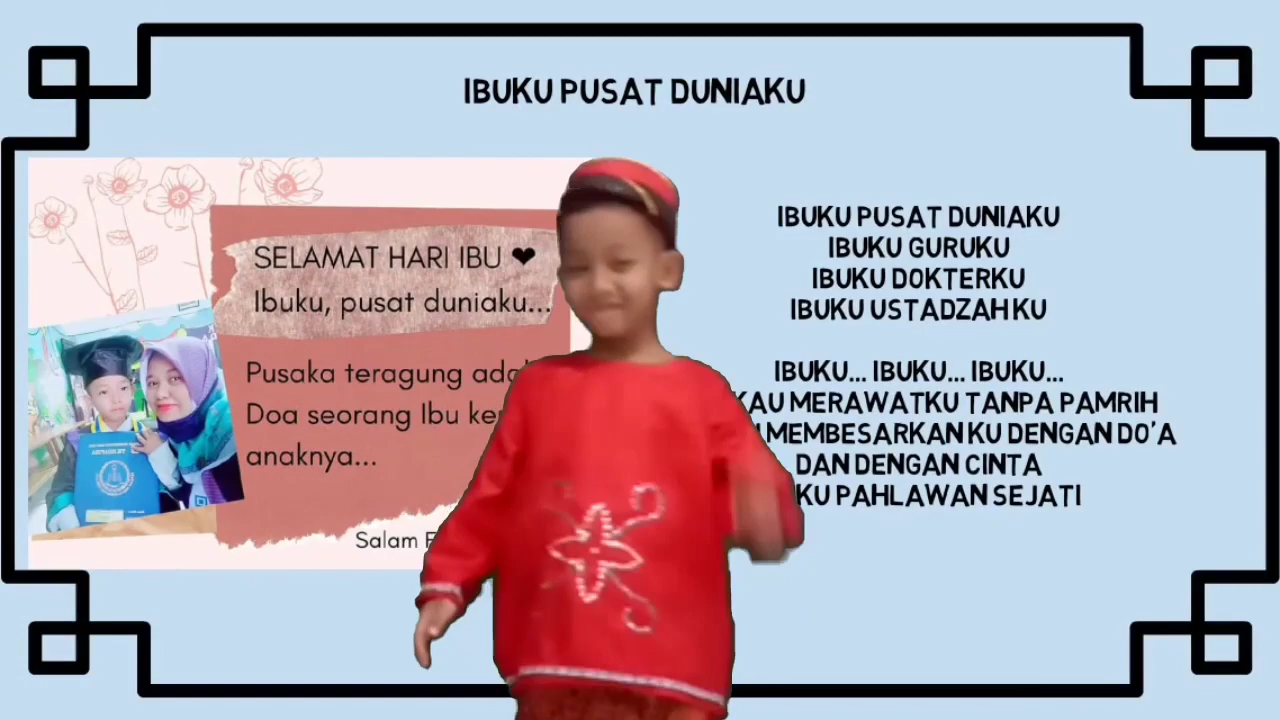 IBUKU PUSAT DUNIAKU
SELAMAT HARI IBU ❤
Ibuku, pusat duniaku...
Pusaka teragung
Doa seorang Ibu
anaknya...
Salam
IBUKU PUSAT DUNIAKU
IBUKU GURUKU
IBUKU DOKTERKU
IBUKU USTADZAHKU
IBUKU... IBUKU... IBUKU...
KAU MERAWATKU TANPA PAMRIH
MEMBESARKANKU DENGAN DO'A
DAN DENGAN CINTA
PAHLAWAN SEJATI